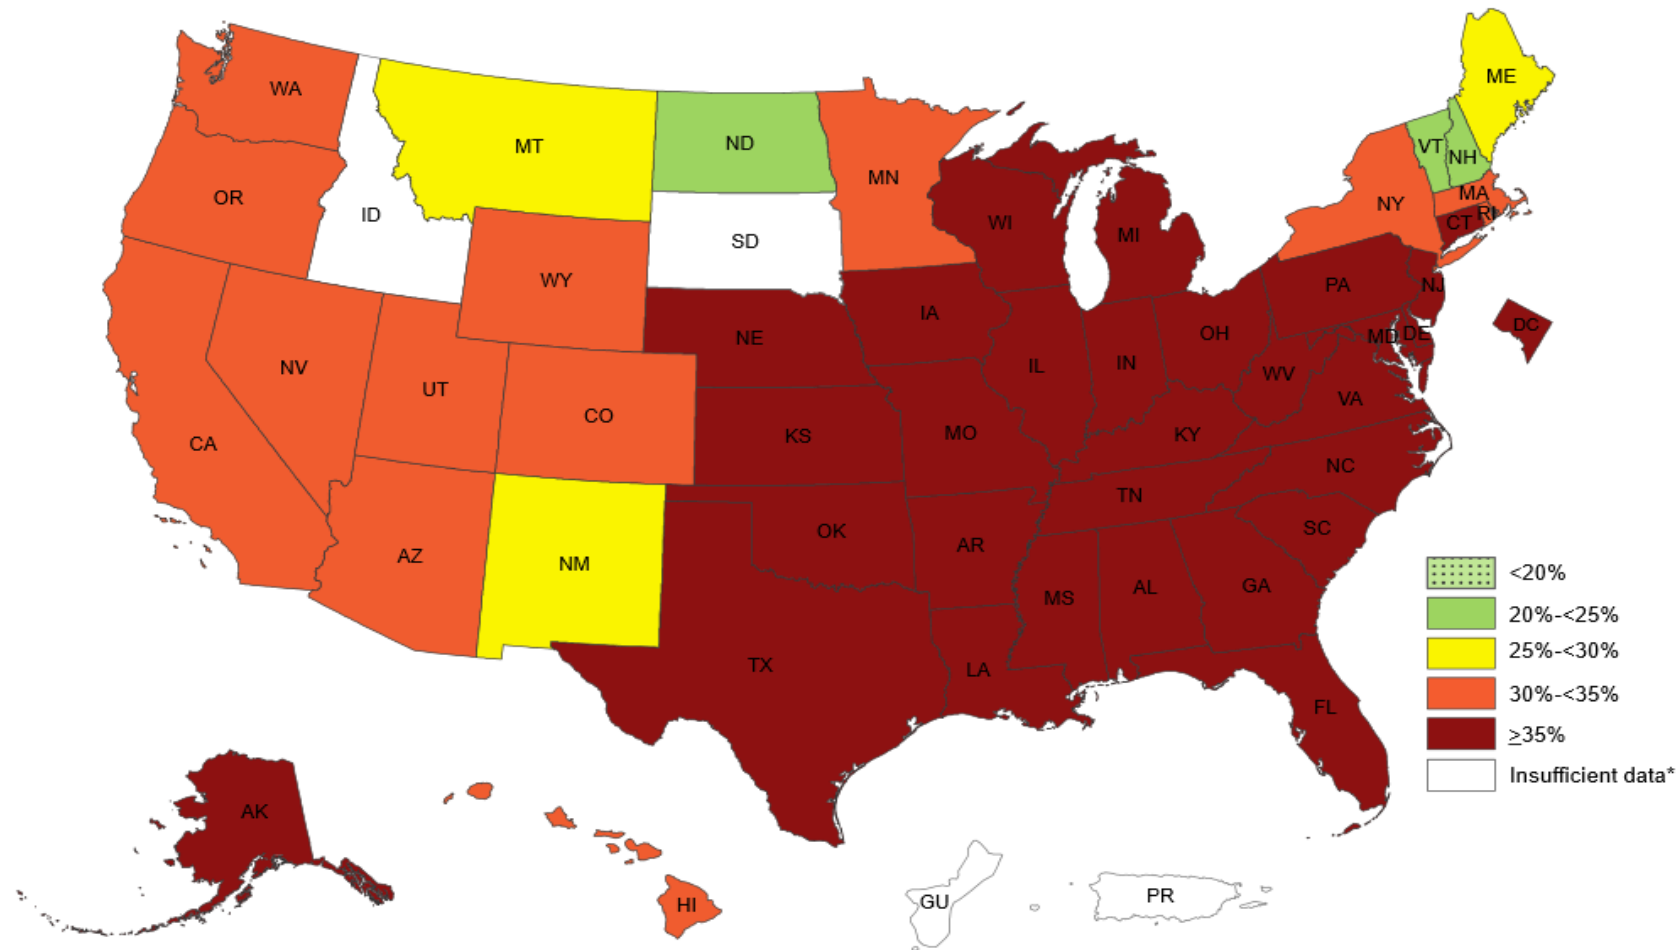 WA
MT
ND
MN
OR
ID
SD
WY
WI
MI
NY
VT
NH
ME
MA
CT
RI
NV
UT
CO
CA
NE
IA
IL
IN
OH
PA
NJ
MD
DE
DC
WV
VA
KS
MO
KY
NC
TN
SC
AZ
NM
OK
AR
MS
AL
GA
TX
LA
FL
AK
HI
GU
PR
<20%
20%-<25%
25%-<30%
30%-<35%
≥35%
Insufficient data*